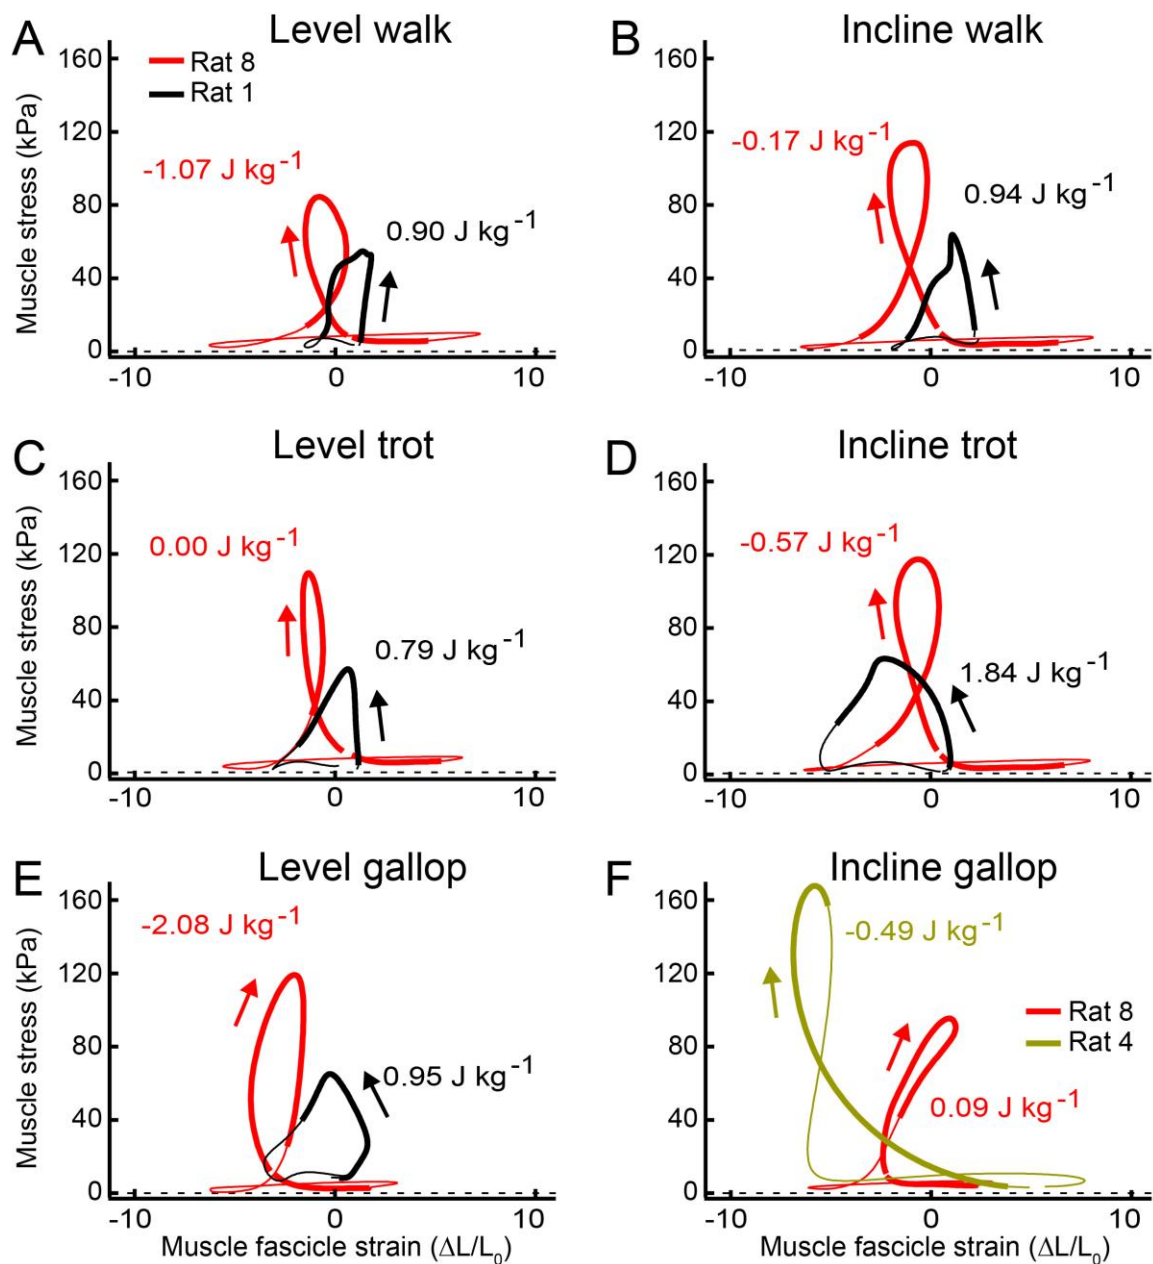 A
Level walk
160
120
80
40
0
-10
0
10
Muscle stress (kPa)
Rat 8
Rat 1
-1.07 J kg⁻¹
0.90 J kg⁻¹
B
Incline walk
160
120
80
40
0
-10
0
10
-0.17 J kg⁻¹
0.94 J kg⁻¹
C
Level trot
160
120
80
40
0
-10
0
10
Muscle stress (kPa)
0.00 J kg⁻¹
0.79 J kg⁻¹
D
Incline trot
160
120
80
40
0
-10
0
10
-0.57 J kg⁻¹
1.84 J kg⁻¹
E
Level gallop
160
120
80
40
0
-10
0
10
Muscle stress (kPa)
-2.08 J kg⁻¹
0.95 J kg⁻¹
Muscle fascicle strain (ΔL/L₀)
F
Incline gallop
160
120
80
40
0
-10
0
10
-0.49 J kg⁻¹
Rat 8
Rat 4
0.09 J kg⁻¹
Muscle fascicle strain (ΔL/L₀)